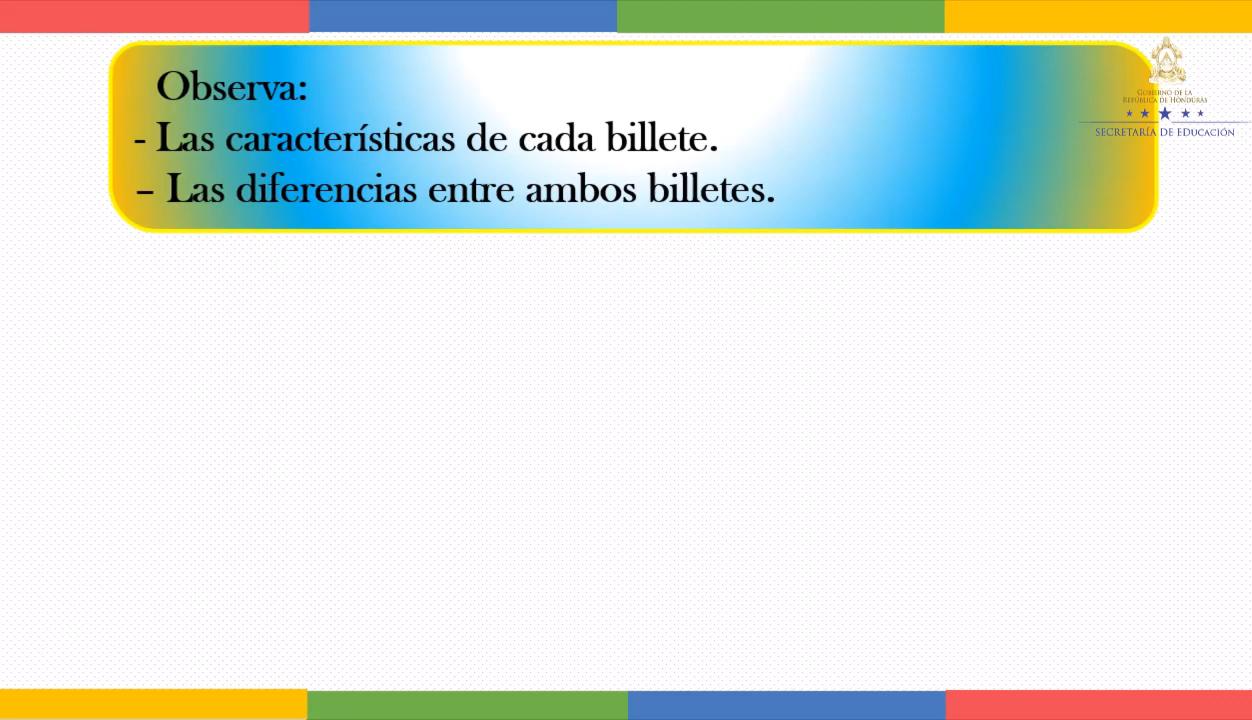 Observa:
- Las características de cada billete.
– Las diferencias entre ambos billetes.
GOBIERNO DE LA
REPÚBLICA DE HONDURAS
SECRETARÍA DE EDUCACIÓN